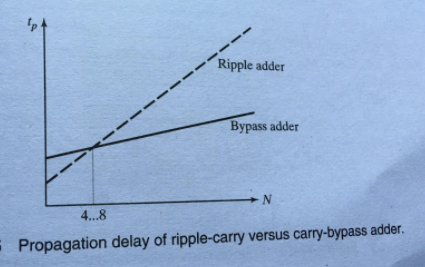 tp
Ripple adder
Bypass adder
N
4...8
Propagation delay of ripple-carry versus carry-bypass adder.